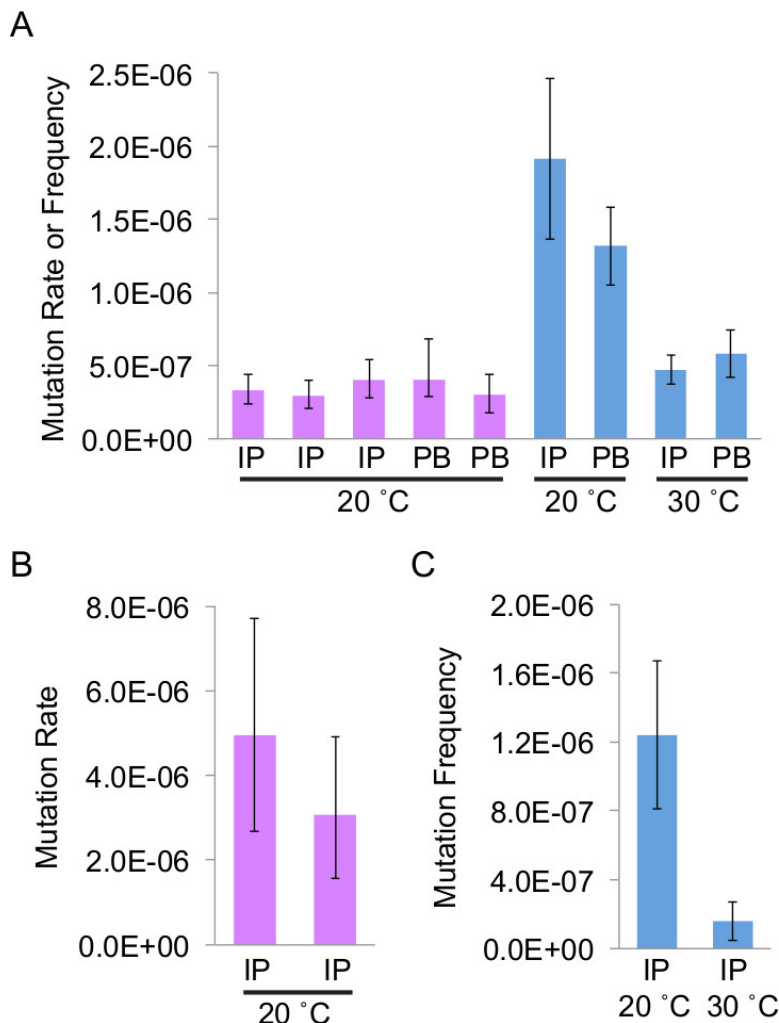 A
Mutation Rate or Frequency
2.5E-06
2.0E-06
1.5E-06
1.0E-06
5.0E-07
0.0E+00
IP IP IP PB PB IP PB IP PB
20 ˚C 20 ˚C 30 ˚C
B
Mutation Rate
8.0E-06
6.0E-06
4.0E-06
2.0E-06
0.0E+00
IP IP
20 ˚C
C
Mutation Frequency
2.0E-06
1.6E-06
1.2E-06
8.0E-07
4.0E-07
0.0E+00
IP IP
20 ˚C 30 ˚C